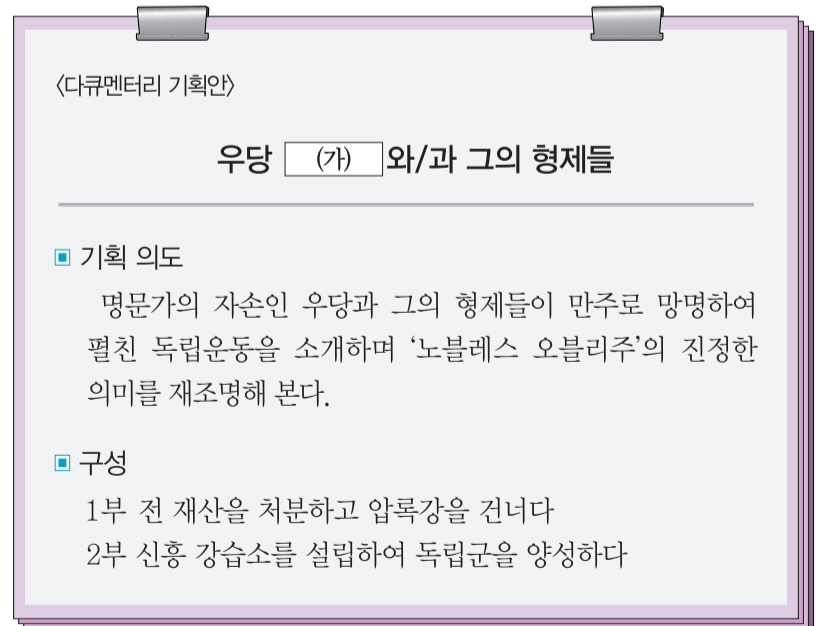 〈다큐멘터리 기획안〉
우당 (가) 와/과 그의 형제들
▣ 기획 의도
명문가의 자손인 우당과 그의 형제들이 만주로 망명하여
펼친 독립운동을 소개하며 ‘노블레스 오블리주’의 진정한
의미를 재조명해 본다.
▣ 구성
1부 전 재산을 처분하고 압록강을 건너다
2부 신흥 강습소를 설립하여 독립군을 양성하다